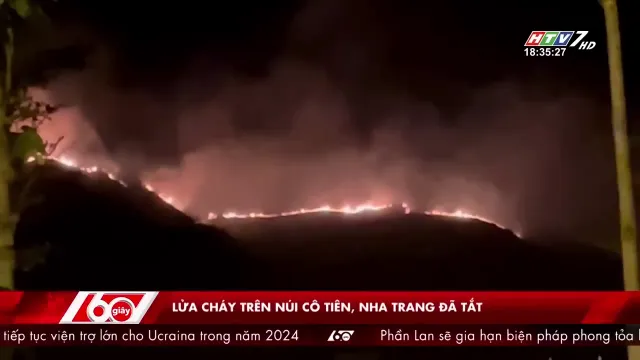 HTV7 HD
18:35:27
60 giây
LỬA CHÁY TRÊN NÚI CÔ TIÊN, NHA TRANG ĐÃ TẮT
tiếp tục viện trợ lớn cho Ucraina trong năm 2024 60 Phần Lan sẽ gia hạn biện pháp phong tỏa